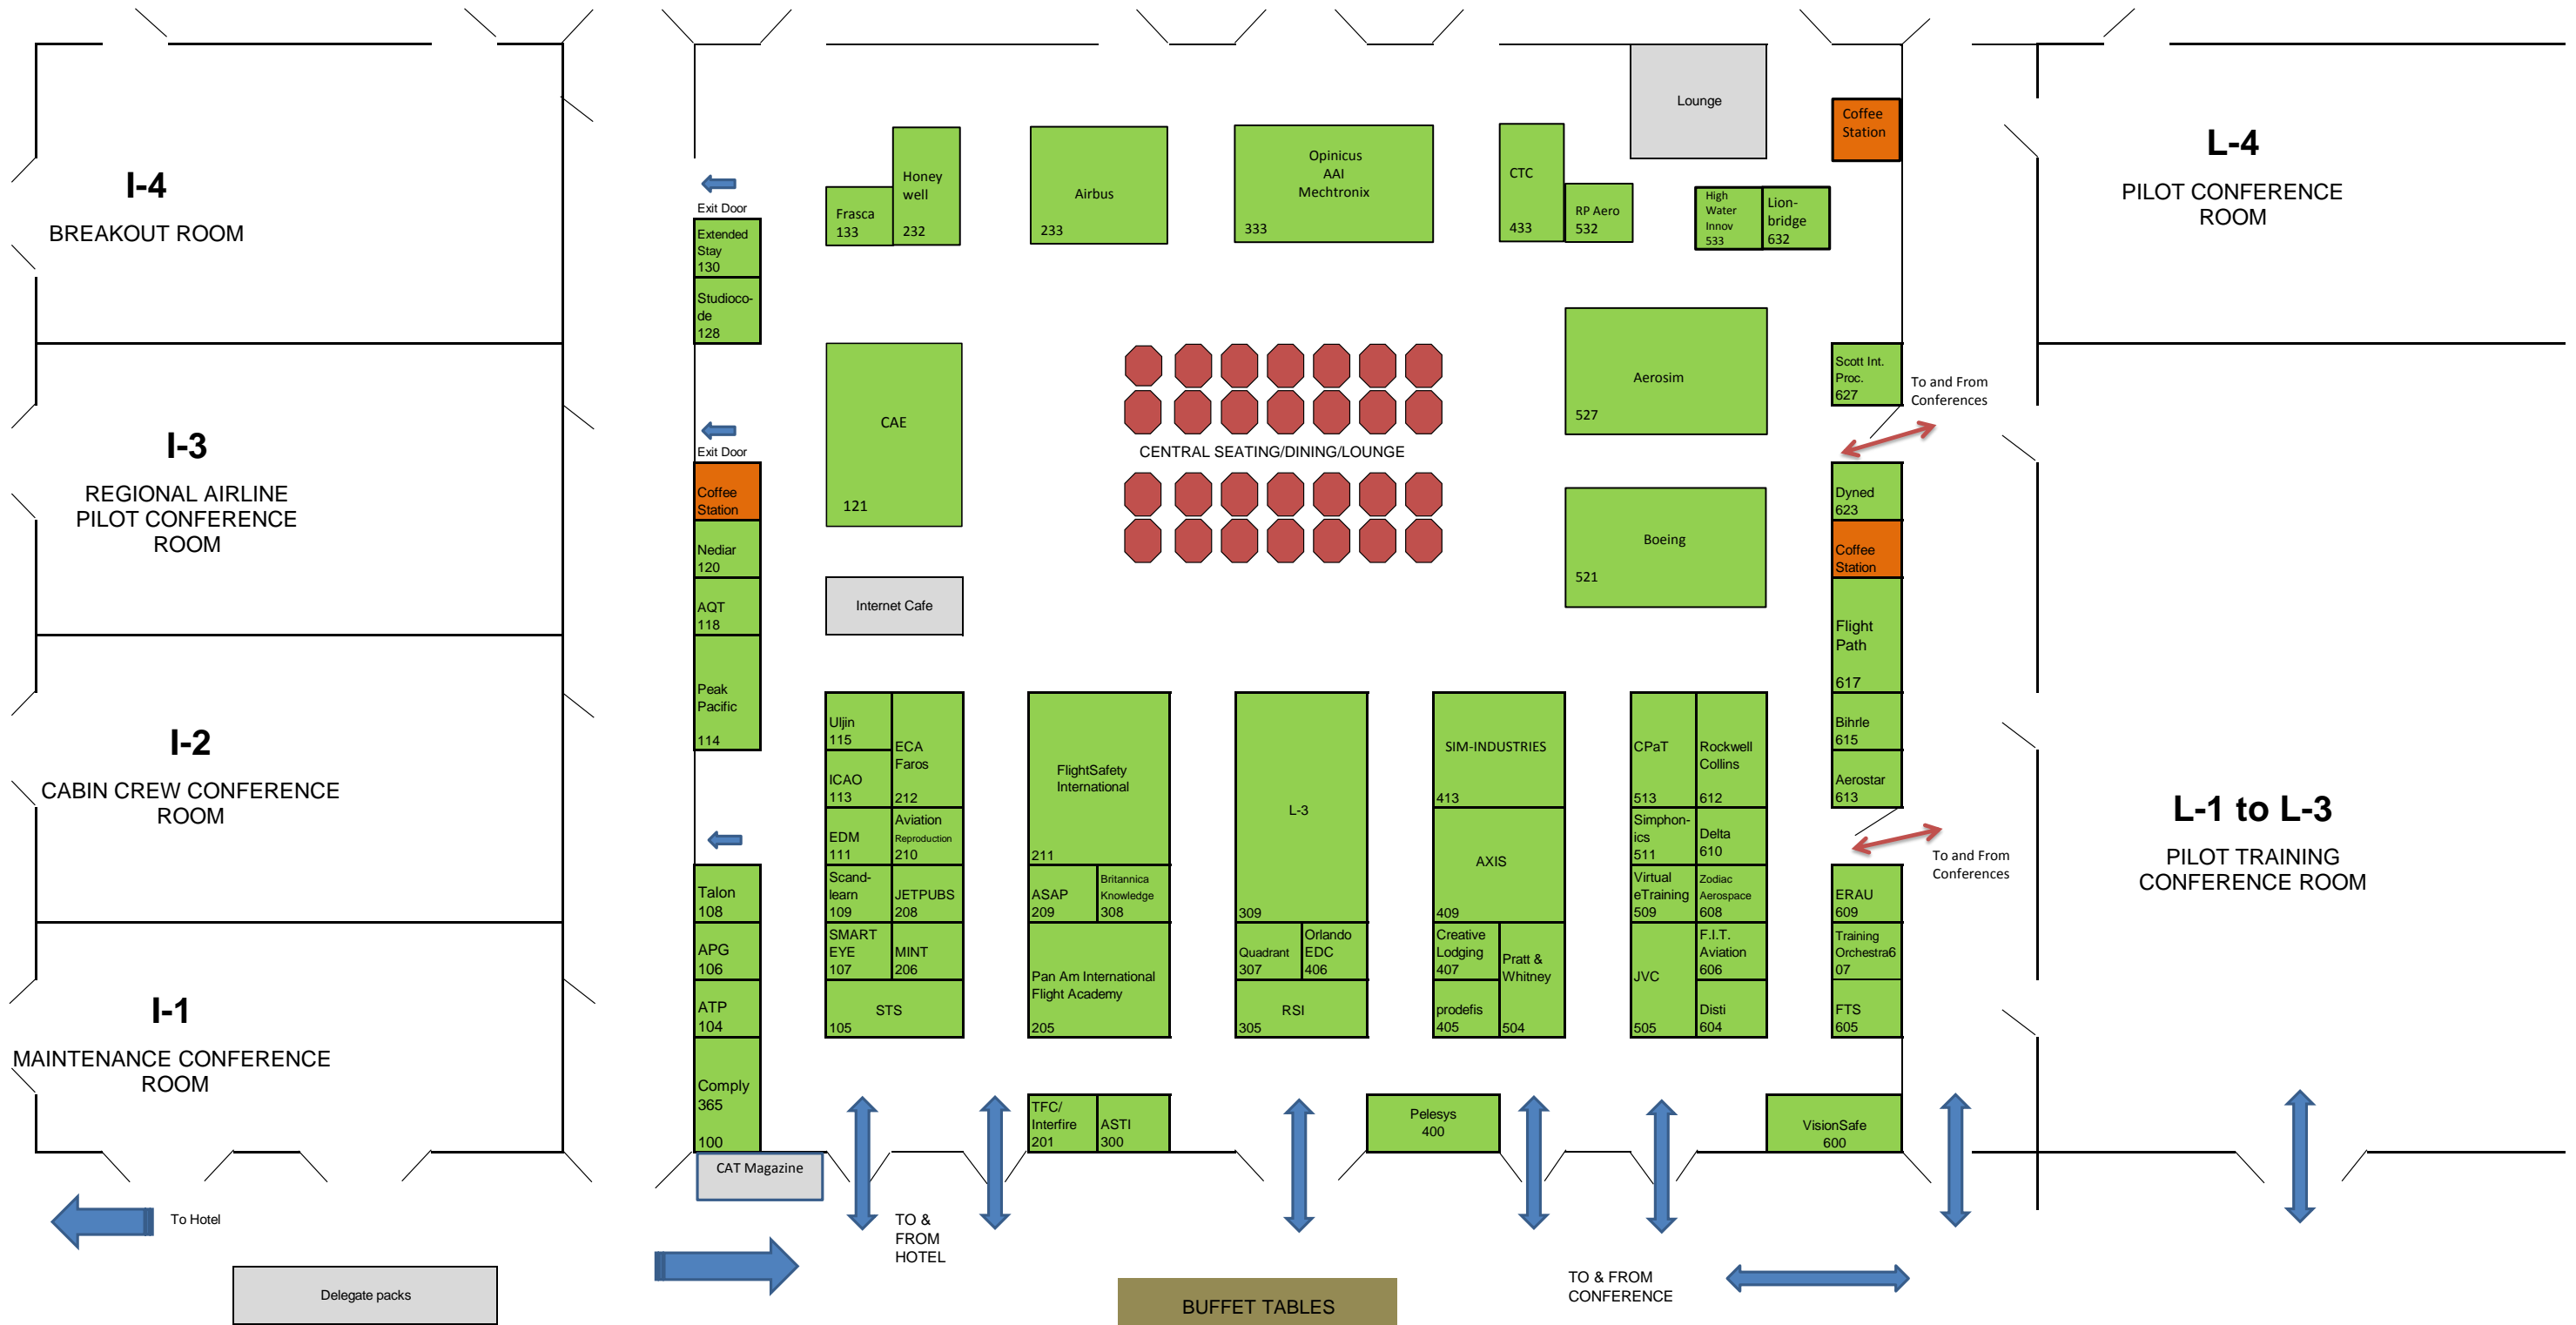 I-4
BREAKOUT ROOM
I-3
REGIONAL AIRLINE
PILOT CONFERENCE
ROOM
I-2
CABIN CREW CONFERENCE
ROOM
I-1
MAINTENANCE CONFERENCE
ROOM
To Hotel
Delegate packs
Exit Door
Extended
Stay
130
Studioco-
de
128
Exit Door
Coffee
Station
Nediar
120
AQT
118
Peak
Pacific
114
Talon
108
APG
106
ATP
104
Comply
365
100
CAT Magazine
Frasca
133
Honey
well
232
Airbus
233
Opinicus
AAI
Mechtronix
333
CTC
433
RP Aero
532
Lounge
High
Water
Innov
533
Lion-
bridge
632
Coffee
Station
CAE
121
Internet Cafe
CENTRAL SEATING/DINING/LOUNGE
Aerosim
527
Boeing
521
Scott Int.
Proc.
627
To and From
Conferences
Dyned
623
Coffee
Station
Flight
Path
617
Bihrle
615
Aerostar
613
To and From
Conferences
ERAU
609
Training
Orchestra6
07
FTS
605
Uljin
115
ICAO
113
EDM
111
Scand-
learn
109
SMART
EYE
107
ECA
Faros
212
Aviation
Reproduction
210
JETPUBS
208
MINT
206
STS
105
FlightSafety
International
211
ASAP
209
Britannica
Knowledge
308
Pan Am International
Flight Academy
205
L-3
309
Quadrant
307
Orlando
EDC
406
RSI
305
SIM-INDUSTRIES
413
AXIS
409
Creative
Lodging
407
prodefis
405
Pratt &
Whitney
504
CPaT
513
Rockwell
Collins
612
Simphon-
ics
511
Delta
610
Virtual
eTraining
509
Zodiac
Aerospace
608
JVC
505
F.I.T.
Aviation
606
Disti
604
TFC/
Interfire
201
ASTI
300
Pelesys
400
VisionSafe
600
TO &
FROM
HOTEL
BUFFET TABLES
TO & FROM
CONFERENCE
L-4
PILOT CONFERENCE
ROOM
L-1 to L-3
PILOT TRAINING
CONFERENCE ROOM